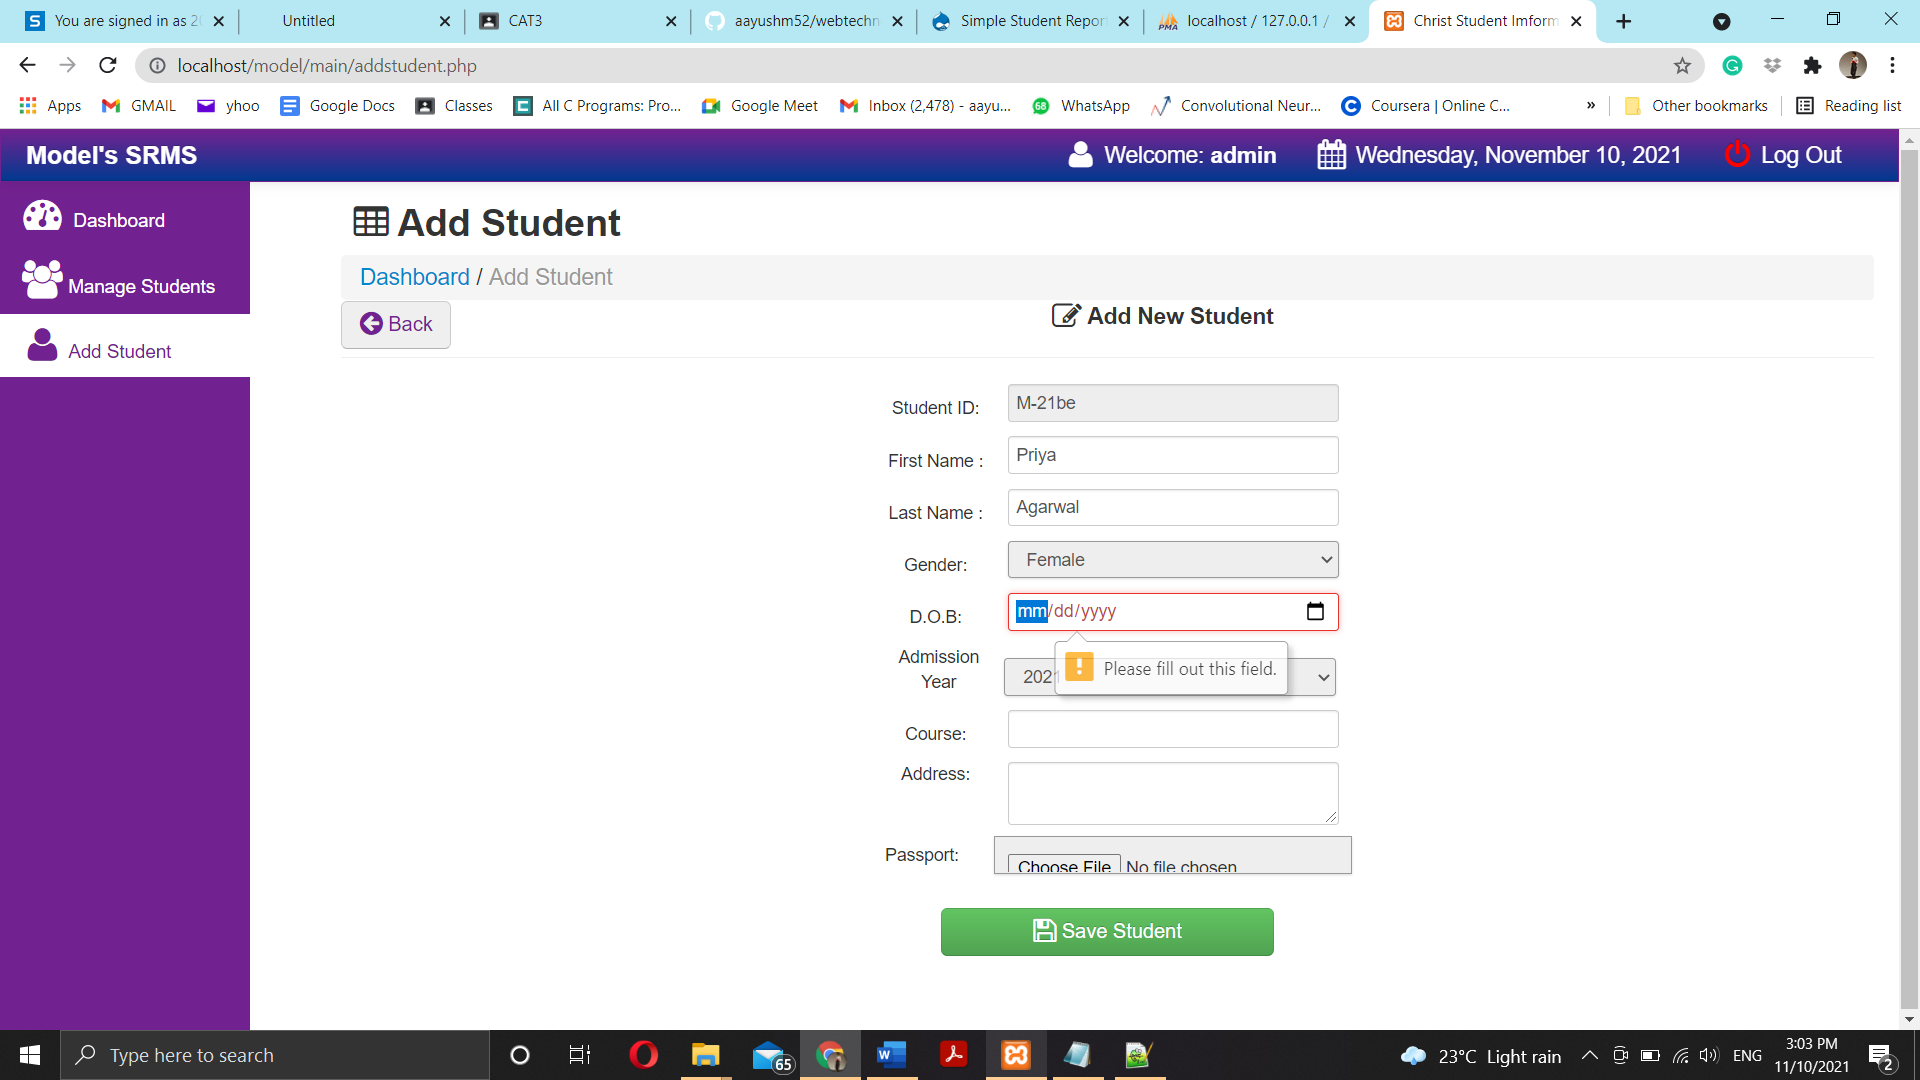 You are signed in as 20
Untitled
CAT3
aayushm52/webtechn
Simple Student Repor
localhost / 127.0.0.1 /
Christ Student Imform
localhost/model/main/addstudent.php
Apps
GMAIL
yhoo
Google Docs
Classes
All C Programs: Pro...
Google Meet
Inbox (2,478) - aayu...
WhatsApp
Convolutional Neur...
Coursera | Online C...
»
Other bookmarks
Reading list
Model's SRMS
Welcome: admin
Wednesday, November 10, 2021
Log Out
Dashboard
Manage Students
Add Student
Add Student
Dashboard / Add Student
Back
Add New Student
Student ID:
M-21be
First Name :
Priya
Last Name :
Agarwal
Gender:
Female
D.O.B:
mm/dd/yyyy
Please fill out this field.
Admission
Year
2021
Course:
Address:
Passport:
Choose File No file chosen
Save Student
Type here to search
65
23°C Light rain
ENG
3:03 PM
11/10/2021
2